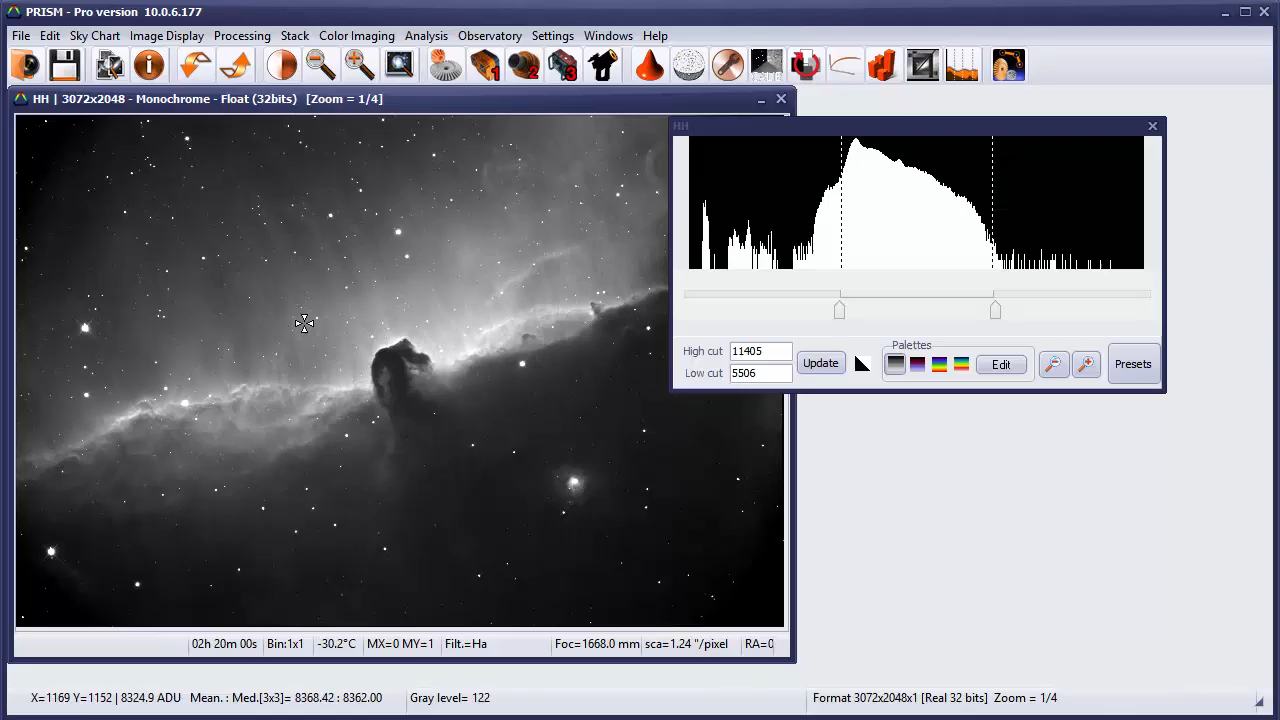 PRISM - Pro version 10.0.6.177
File Edit Sky Chart Image Display Processing Stack Color Imaging Analysis Observatory Settings Windows Help
1 2 3
HH | 3072x2048 - Monochrome - Float (32bits) [Zoom = 1/4]
HH
High cut 11405
Low cut 5506
Update
Palettes
Edit
Presets
02h 20m 00s Bin:1x1 -30.2°C MX=0 MY=1 Filt.=Ha Foc=1668.0 mm sca=1.24 "/pixel RA=0
X=1169 Y=1152 | 8324.9 ADU Mean. : Med.[3x3]= 8368.42 : 8362.00 Gray level= 122 Format 3072x2048x1 [Real 32 bits] Zoom = 1/4